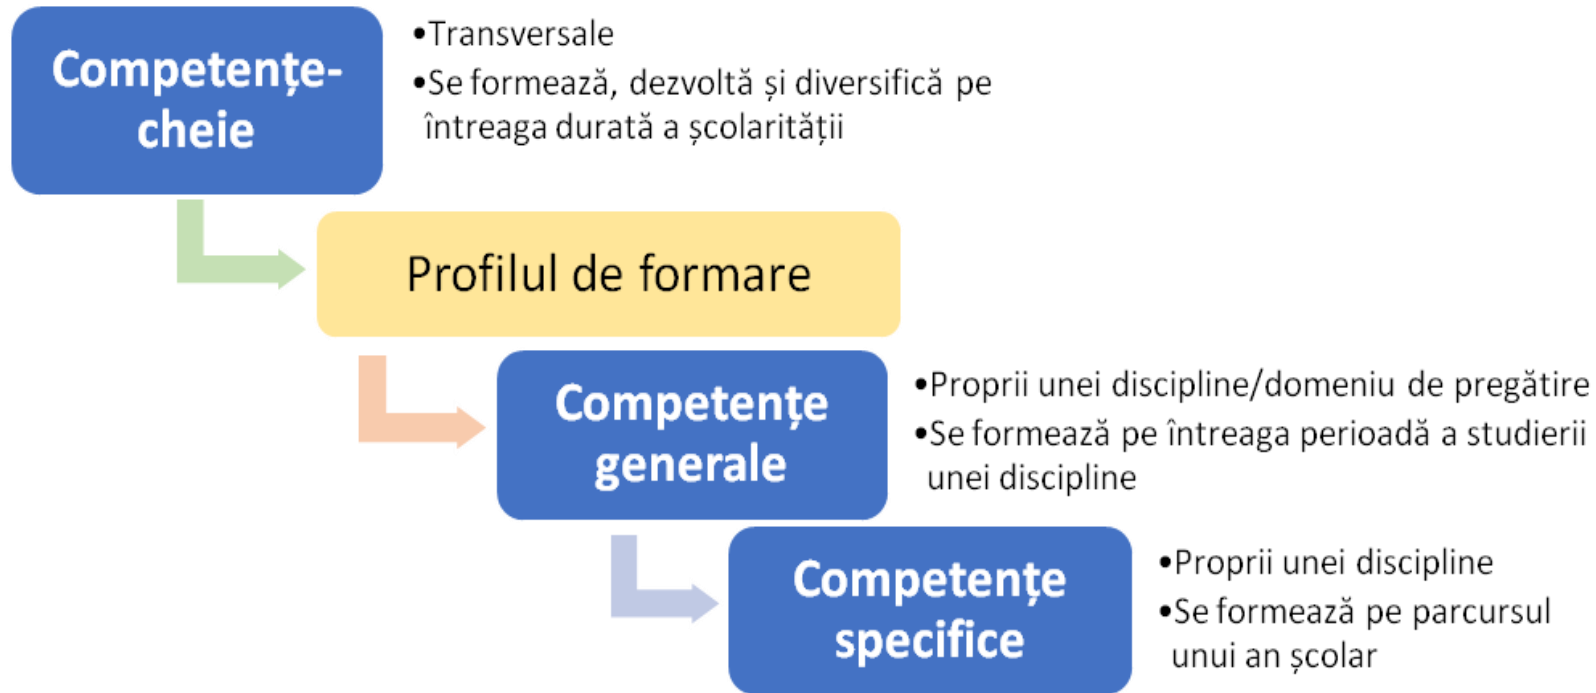 Competențe-
cheie
•Transversale
•Se formează, dezvoltă și diversifică pe
întreaga durată a școlarității
Profilul de formare
Competențe
generale
•Proprii unei discipline/domeniu de pregătire
•Se formează pe întreaga perioadă a studierii
unei discipline
Competențe
specifice
•Proprii unei discipline
•Se formează pe parcursul
unui an școlar